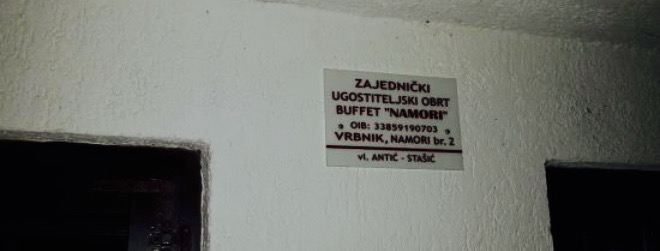 ZAJEDNIČKI
UGOSTITELJSKI OBRT
BUFFET "NAMORI"
OIB: 33859190703
VRBNIK, NAMORI br. 2
vl. ANTIĆ - STAŠIĆ